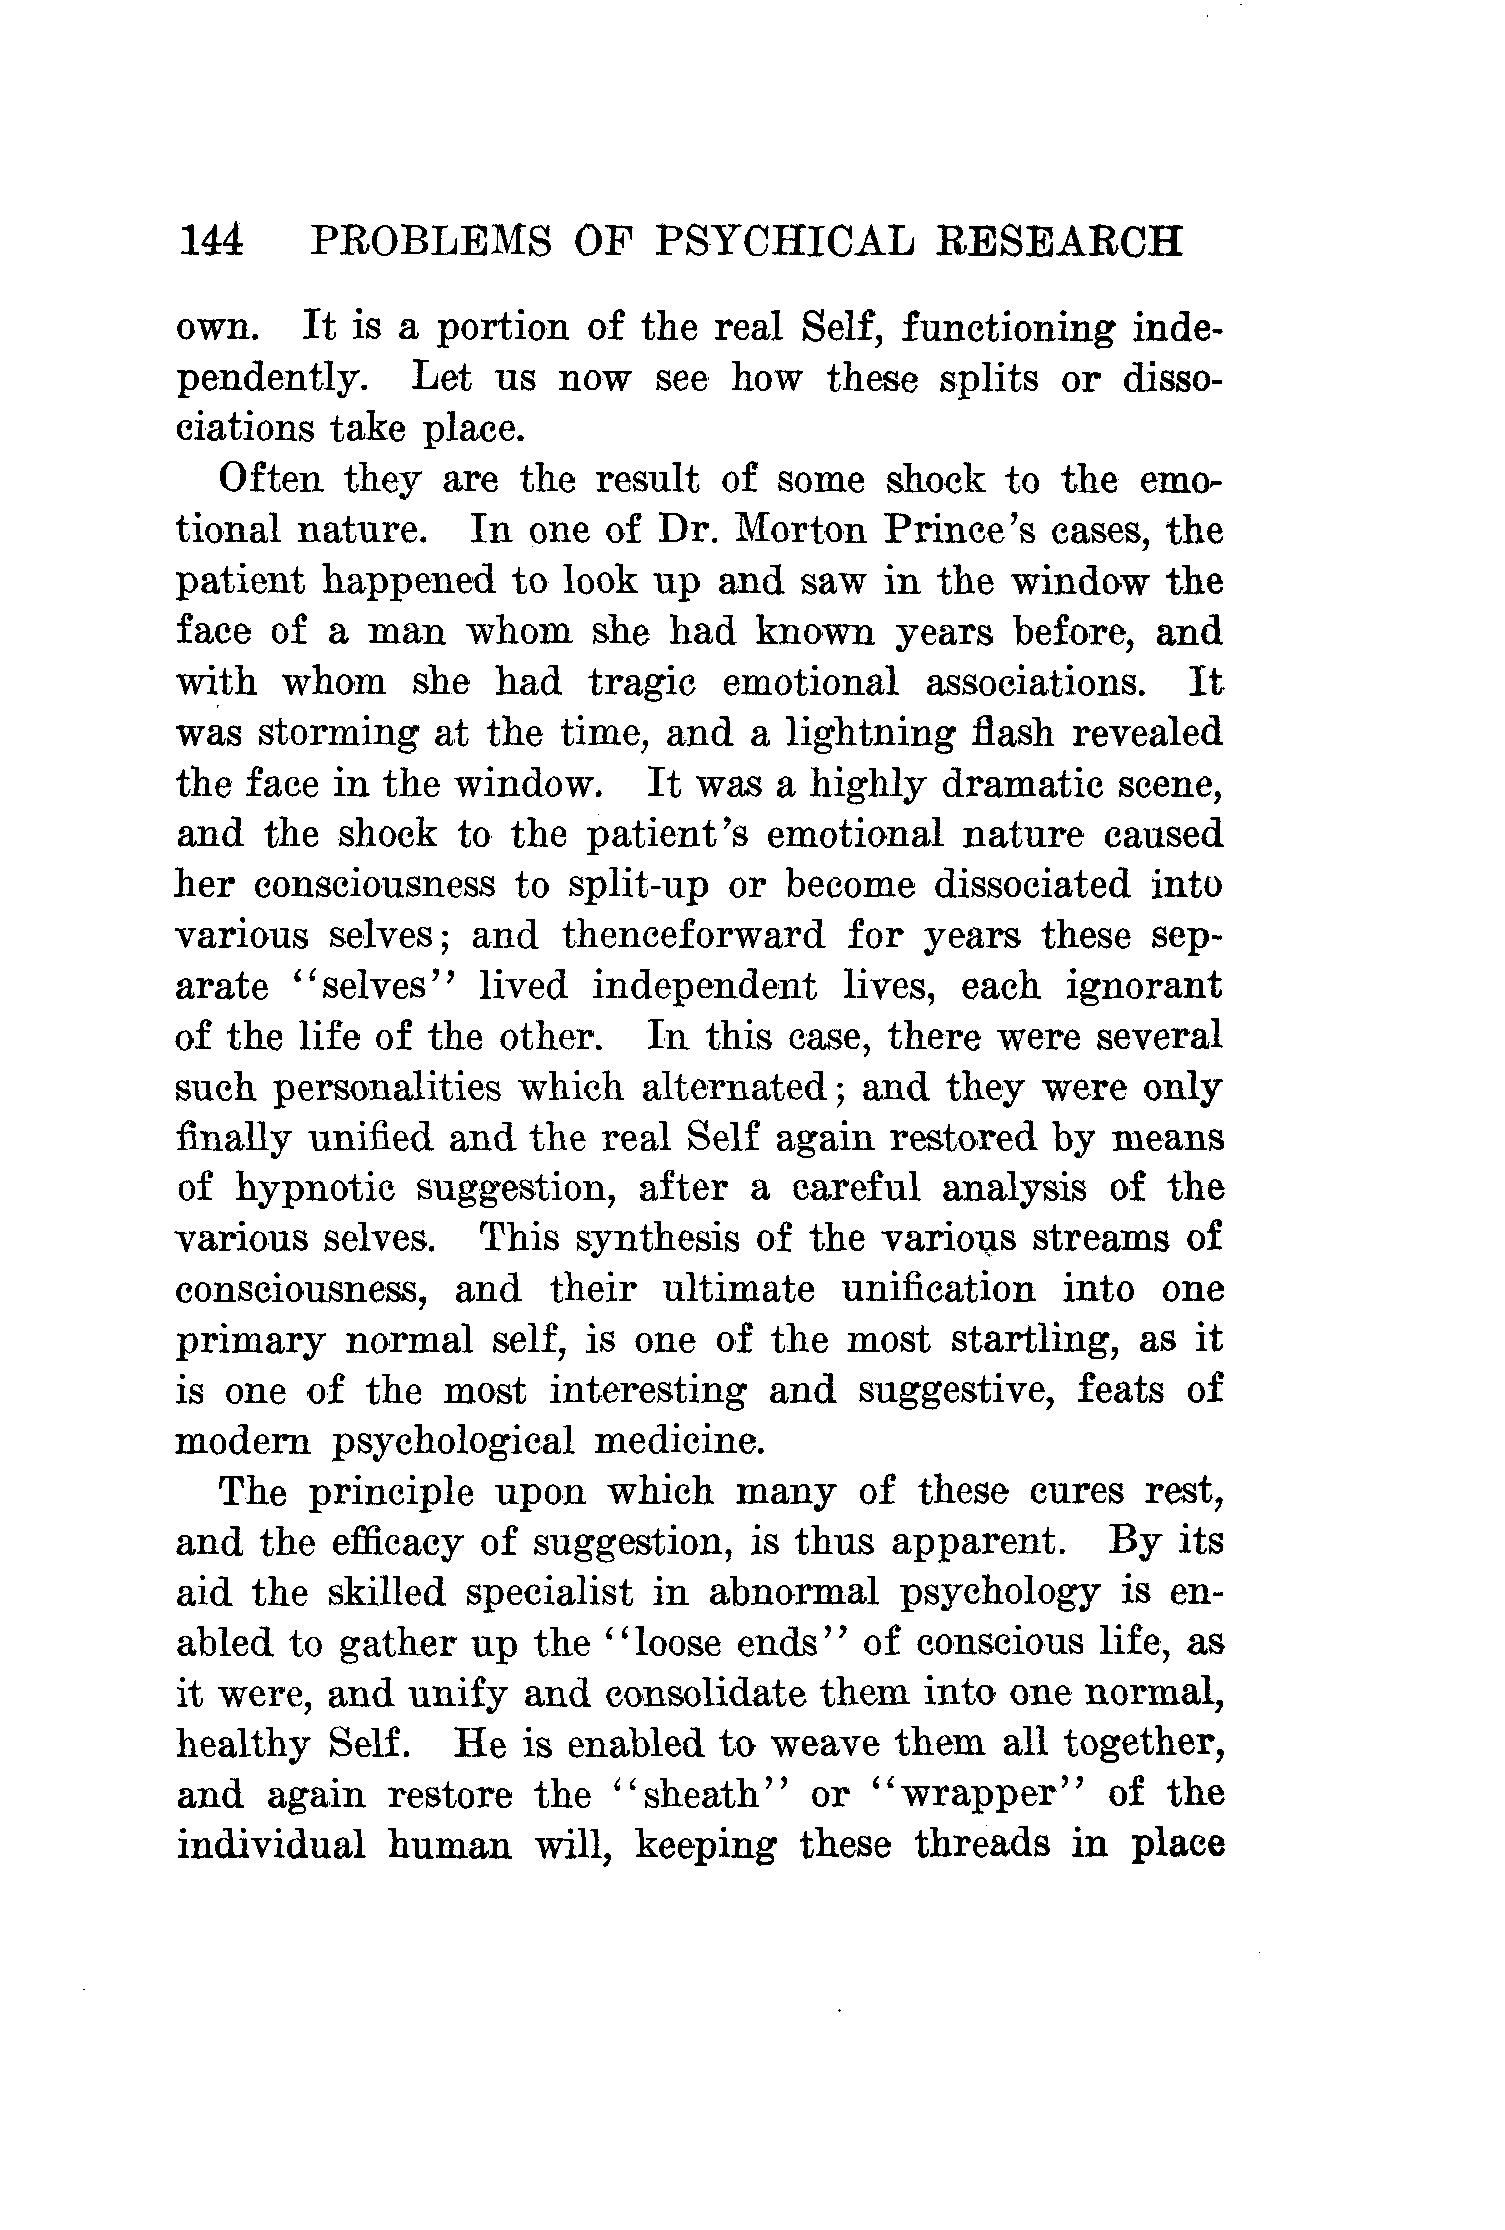 144 PROBLEMS OF PSYCHICAL RESEARCH
own. It is a portion of the real Self, functioning inde-
pendently. Let us now see how these splits or disso-
ciations take place.
Often they are the result of some shock to the emo-
tional nature. In one of Dr. Morton Prince's cases, the
patient happened to look up and saw in the window the
face of a man whom she had known years before, and
with whom she had tragic emotional associations. It
was storming at the time, and a lightning flash revealed
the face in the window. It was a highly dramatic scene,
and the shock to the patient's emotional nature caused
her consciousness to split-up or become dissociated into
various selves; and thenceforward for years these sep-
arate "selves" lived independent lives, each ignorant
of the life of the other. In this case, there were several
such personalities which alternated; and they were only
finally unified and the real Self again restored by means
of hypnotic suggestion, after a careful analysis of the
various selves. This synthesis of the various streams of
consciousness, and their ultimate unification into one
primary normal self, is one of the most startling, as it
is one of the most interesting and suggestive, feats of
modern psychological medicine.
The principle upon which many of these cures rest,
and the efficacy of suggestion, is thus apparent. By its
aid the skilled specialist in abnormal psychology is en-
abled to gather up the "loose ends" of conscious life, as
it were, and unify and consolidate them into one normal,
healthy Self. He is enabled to weave them all together,
and again restore the "sheath" or "wrapper" of the
individual human will, keeping these threads in place